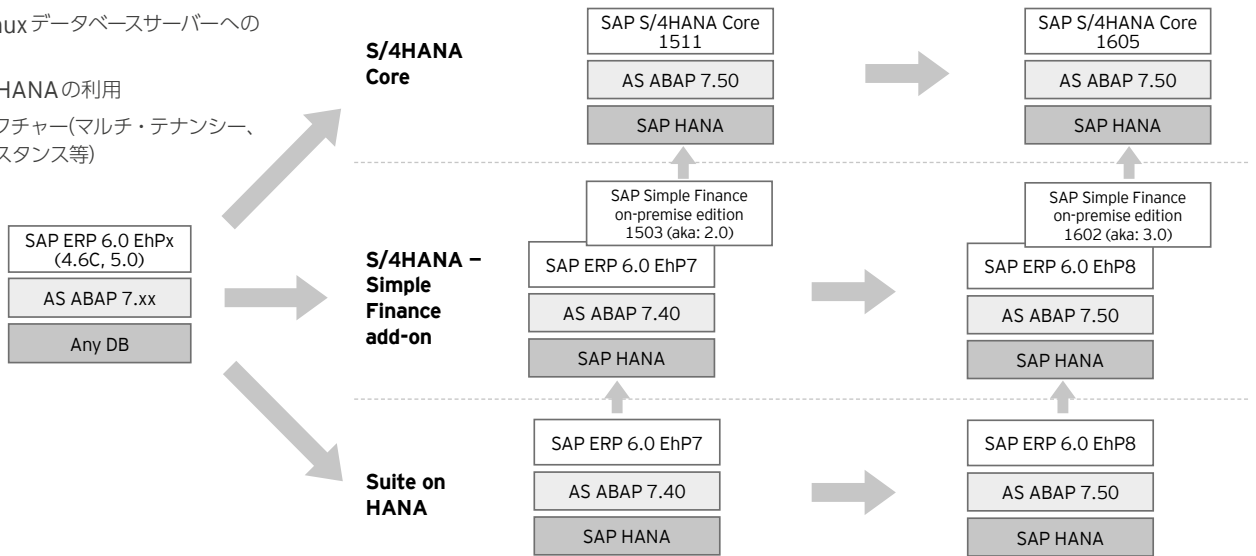 データベースサーバーへの
HANAの利用
チャー(マルチ・テナンシー、
スタンス等)
SAP ERP 6.0 EhPx
(4.6C, 5.0)
AS ABAP 7.xx
Any DB
S/4HANA
Core
SAP S/4HANA Core
1511
AS ABAP 7.50
SAP HANA
SAP S/4HANA Core
1605
AS ABAP 7.50
SAP HANA
S/4HANA –
Simple
Finance
add-on
SAP Simple Finance
on-premise edition
1503 (aka: 2.0)
SAP ERP 6.0 EhP7
AS ABAP 7.40
SAP HANA
SAP Simple Finance
on-premise edition
1602 (aka: 3.0)
SAP ERP 6.0 EhP8
AS ABAP 7.50
SAP HANA
Suite on
HANA
SAP ERP 6.0 EhP7
AS ABAP 7.40
SAP HANA
SAP ERP 6.0 EhP8
AS ABAP 7.50
SAP HANA